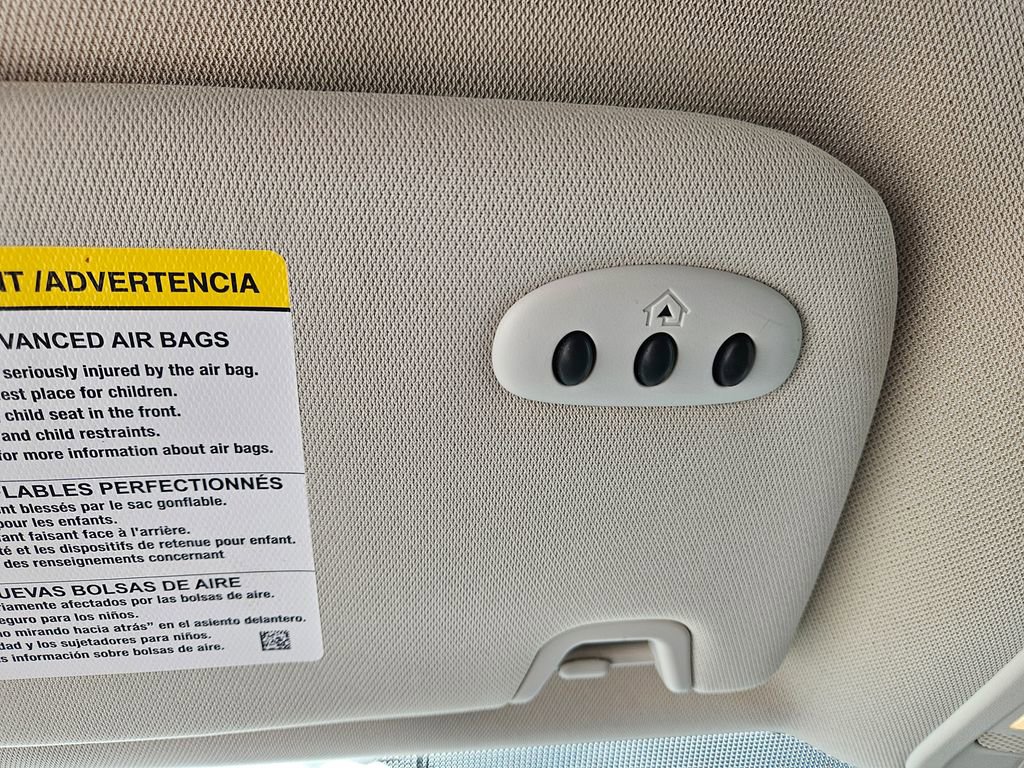 /ADVERTENCIA
VANCED AIR BAGS
seriously injured by the air bag.
est place for children.
child seat in the front.
and child restraints.
for more information about air bags.
LABLES PERFECTIONNÉS
nt blessés par le sac gonflable.
pour les enfants.
ant faisant face à l'arrière.
té et les dispositifs de retenue pour enfant.
des renseignements concernant
UEVAS BOLSAS DE AIRE
riamente afectados por las bolsas de aire.
eguro para los niños.
no mirando hacia atrás" en el asiento delantero.
dad y los sujetadores para niños.
s información sobre bolsas de aire.